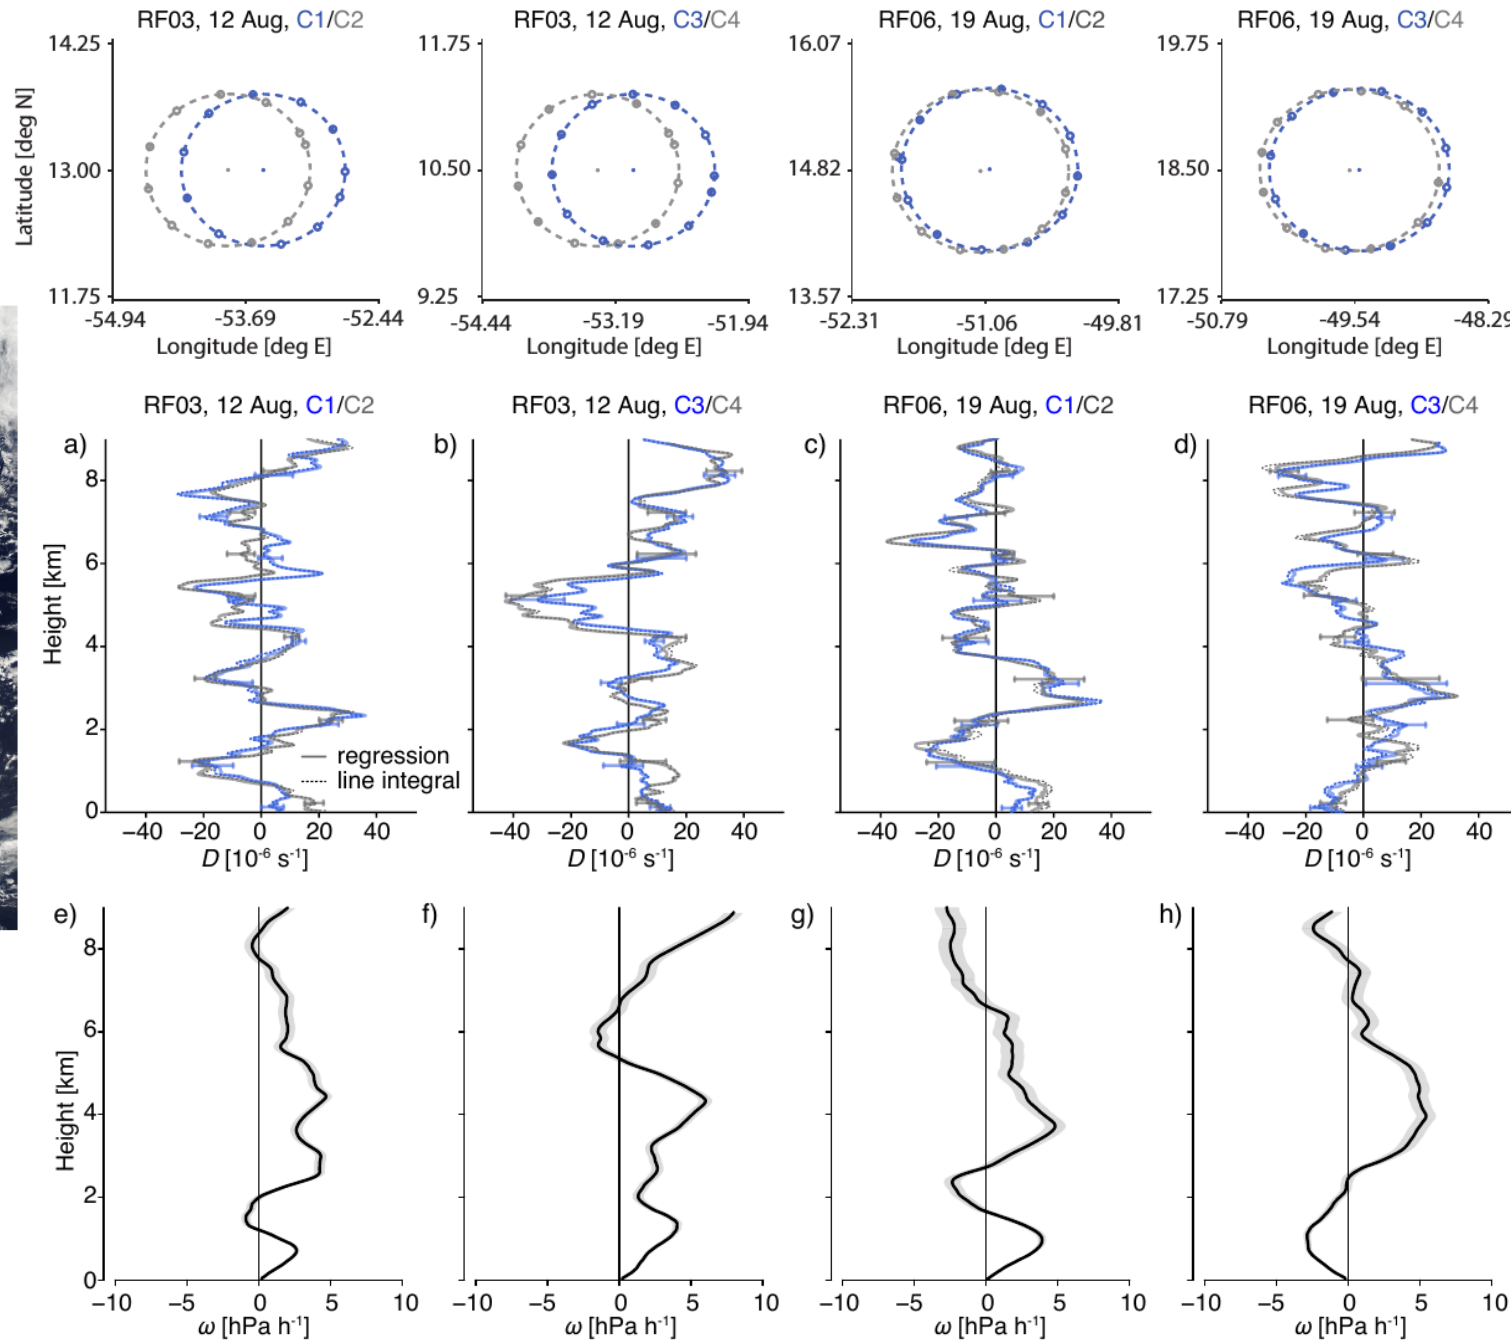 RF03, 12 Aug, C1/C2
RF03, 12 Aug, C3/C4
RF06, 19 Aug, C1/C2
RF06, 19 Aug, C3/C4
14.25
13.00
11.75
Latitude [deg N]
-54.94
-53.69
-52.44
Longitude [deg E]
11.75
10.50
9.25
-54.44
-53.19
-51.94
Longitude [deg E]
16.07
14.82
13.57
-52.31
-51.06
-49.81
Longitude [deg E]
19.75
18.50
17.25
-50.79
-49.54
-48.29
Longitude [deg E]
RF03, 12 Aug, C1/C2
RF03, 12 Aug, C3/C4
RF06, 19 Aug, C1/C2
RF06, 19 Aug, C3/C4
a)
8
6
4
2
0
Height [km]
regression
line integral
−40 −20 0 20 40
D [10-6 s-1]
b)
−40 −20 0 20 40
D [10-6 s-1]
c)
−40 −20 0 20 40
D [10-6 s-1]
d)
−40 −20 0 20 40
D [10-6 s-1]
e)
8
6
4
2
0
Height [km]
−10 −5 0 5 10
ω [hPa h-1]
f)
−10 −5 0 5 10
ω [hPa h-1]
g)
−10 −5 0 5 10
ω [hPa h-1]
h)
−10 −5 0 5 10
ω [hPa h-1]